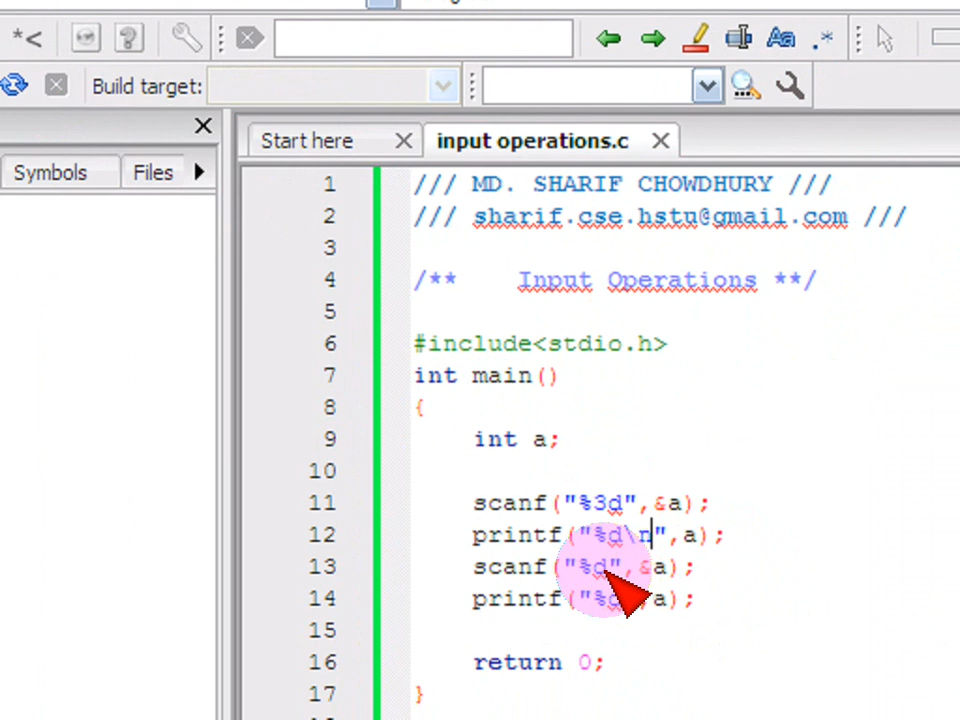 *<
Build target:
Symbols
Files
Start here
input operations.c
1 /// MD. SHARIF CHOWDHURY ///
2 /// sharif.cse.hstu@gmail.com ///
3
4 /** Input Operations **/
5
6 #include<stdio.h>
7 int main()
8 {
9 int a;
10
11 scanf("%3d",&a);
12 printf("%d\n",a);
13 scanf("%d",&a);
14 printf("%d",a);
15
16 return 0;
17 }